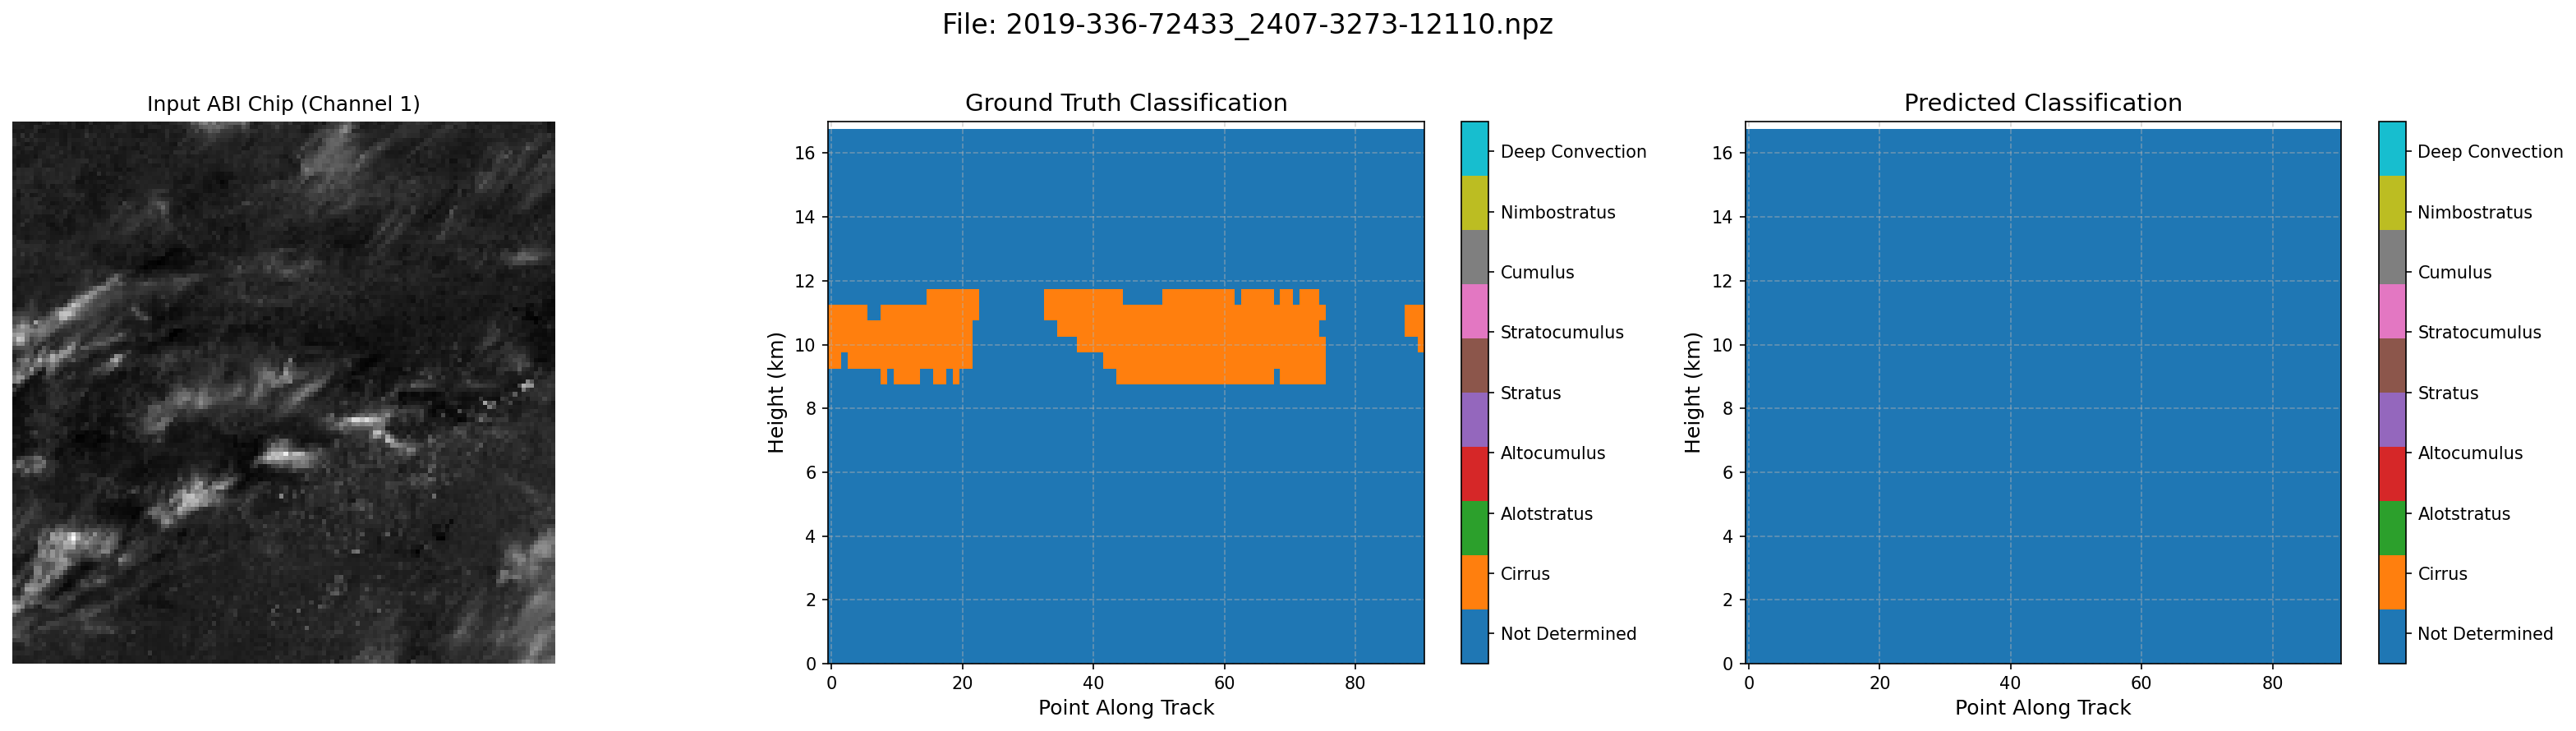 File: 2019-336-72433_2407-3273-12110.npz
Input ABI Chip (Channel 1)
Ground Truth Classification
Height (km)
16
14
12
10
8
6
4
2
0
0 20 40 60 80
Point Along Track
Deep Convection
Nimbostratus
Cumulus
Stratocumulus
Stratus
Altocumulus
Alotstratus
Cirrus
Not Determined
Predicted Classification
Height (km)
16
14
12
10
8
6
4
2
0
0 20 40 60 80
Point Along Track
Deep Convection
Nimbostratus
Cumulus
Stratocumulus
Stratus
Altocumulus
Alotstratus
Cirrus
Not Determined